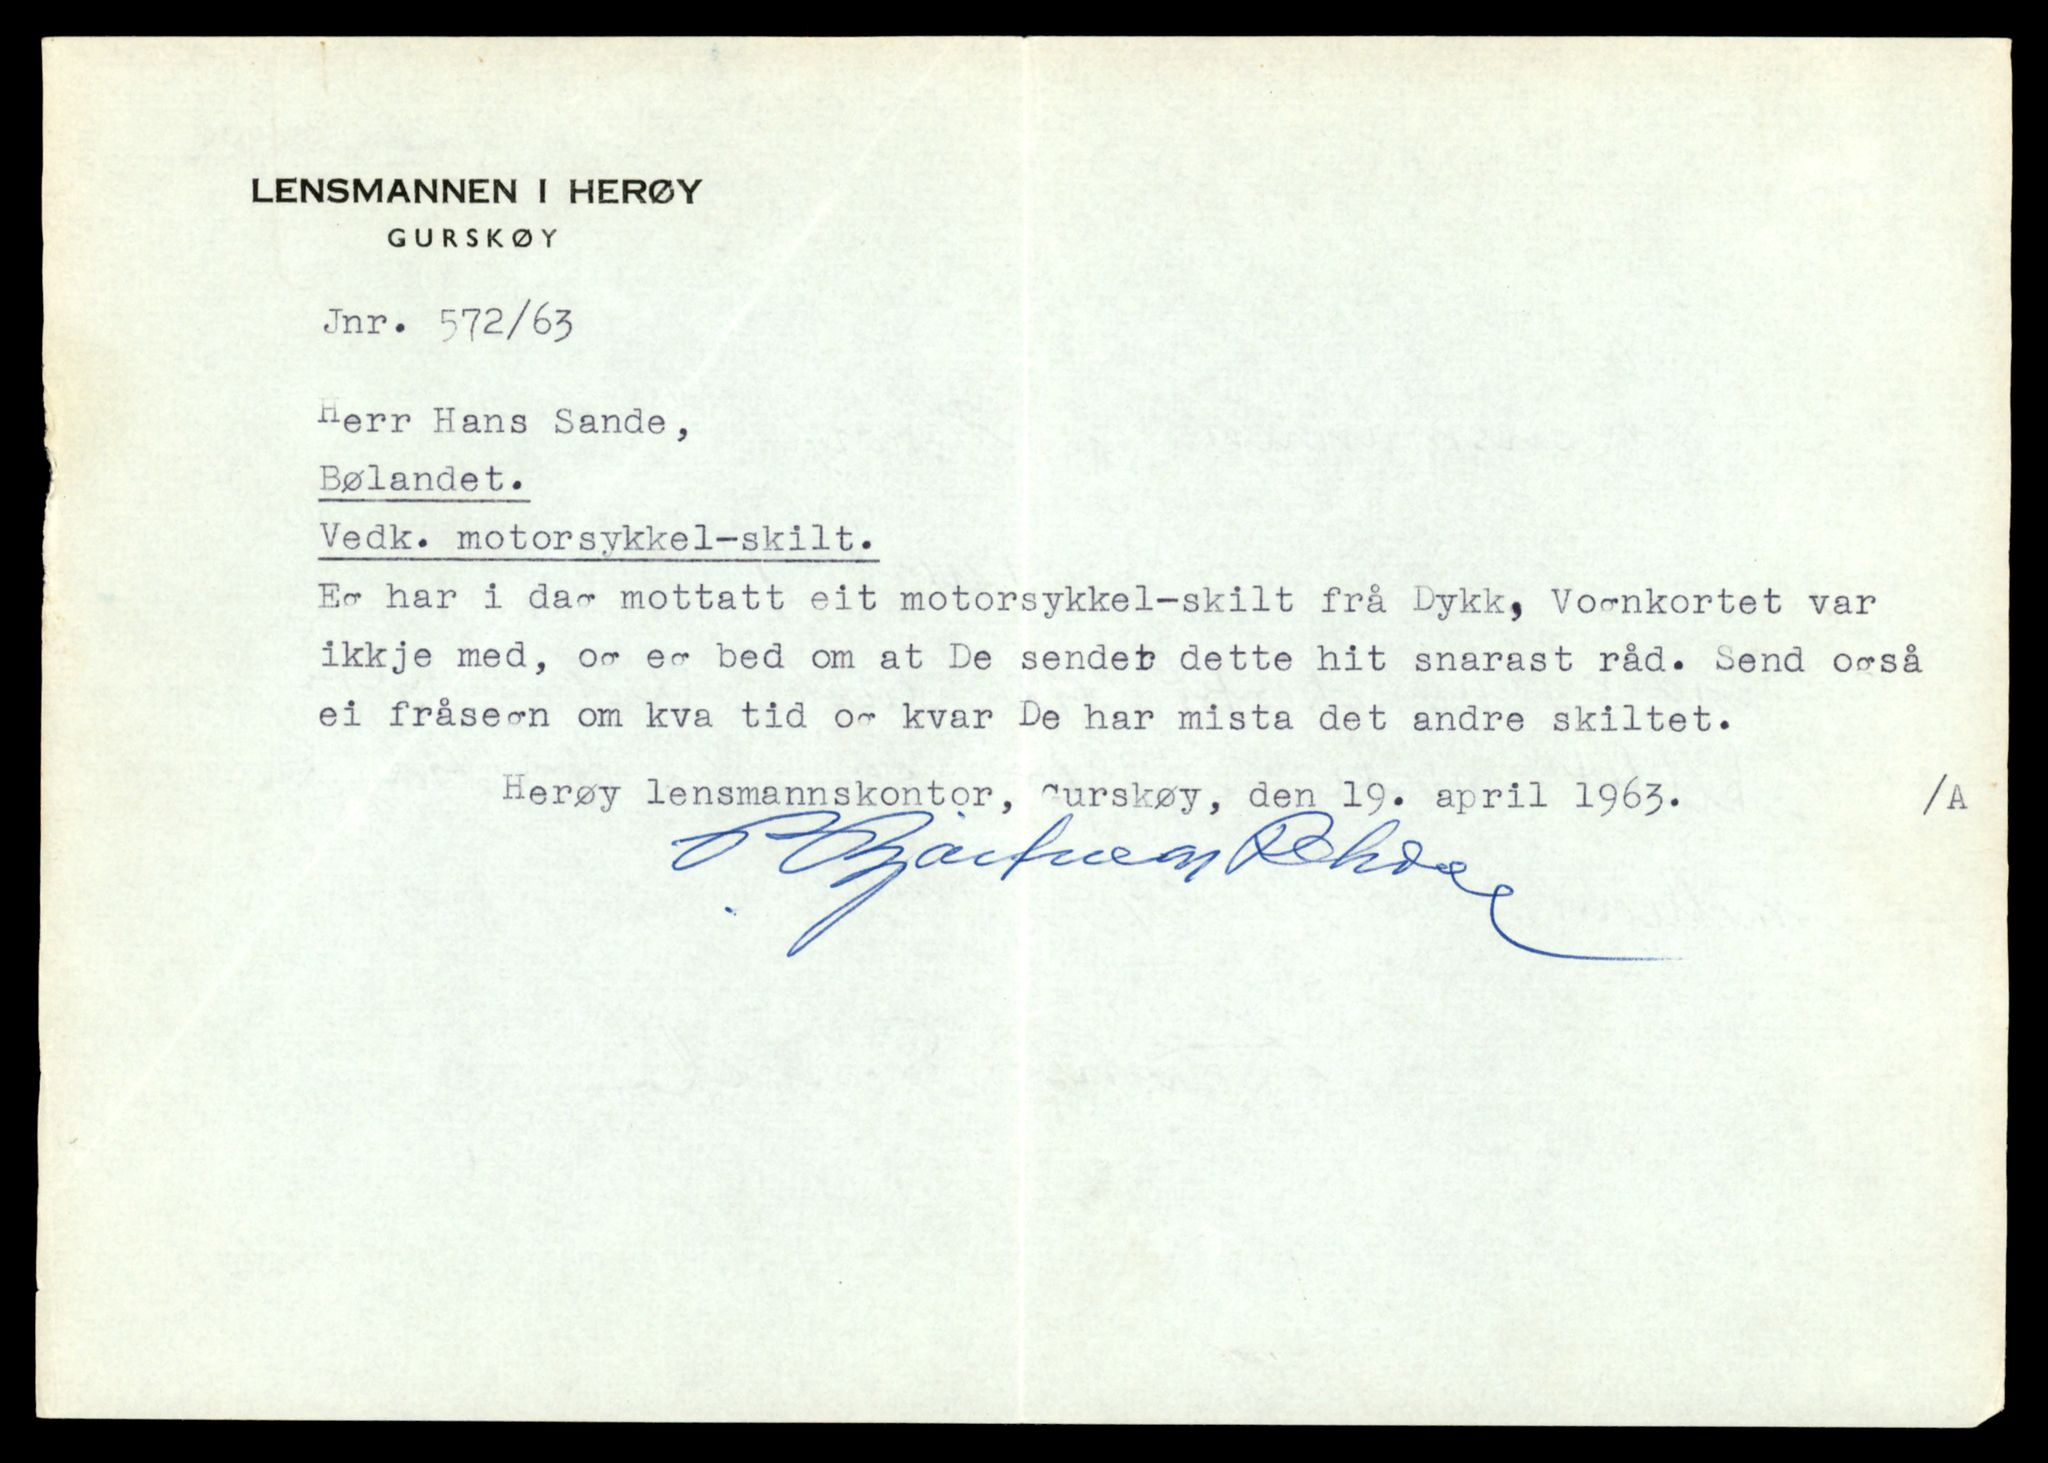 LENSMANNEN I HERØY
GURSKØY
Jnr. 572/63
Herr Hans Sande,
Bølandet.
Vedk. motorsykkel-skilt.
Eg har i dag mottatt eit motorsykkel-skilt frå Dykk, Vognkortet var
ikkje med, og eg bed om at De sender dette hit snarast råd. Send også
ei fråsegn om kva tid og kvar De har mista det andre skiltet.
Herøy lensmannskontor, Gurskøy, den 19. april 1963. /A